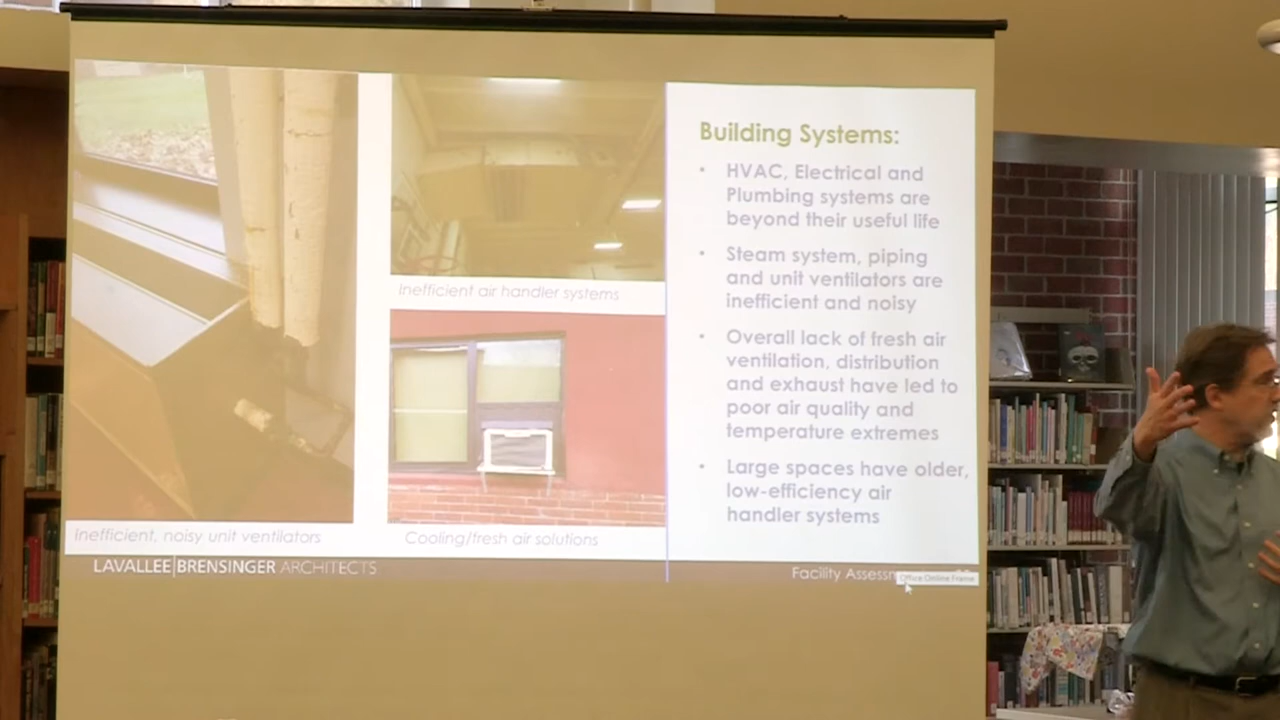 Building Systems:
• HVAC, Electrical and
Plumbing systems are
beyond their useful life
• Steam system, piping
and unit ventilators are
inefficient and noisy
• Overall lack of fresh air
ventilation, distribution
and exhaust have led to
poor air quality and
temperature extremes
• Large spaces have older,
low-efficiency air
handler systems
Inefficient air handler systems
Inefficient, noisy unit ventilators
Cooling/fresh air solutions
LAVALLEE|BRENSINGER ARCHITECTS
Facility
Office Online Frame